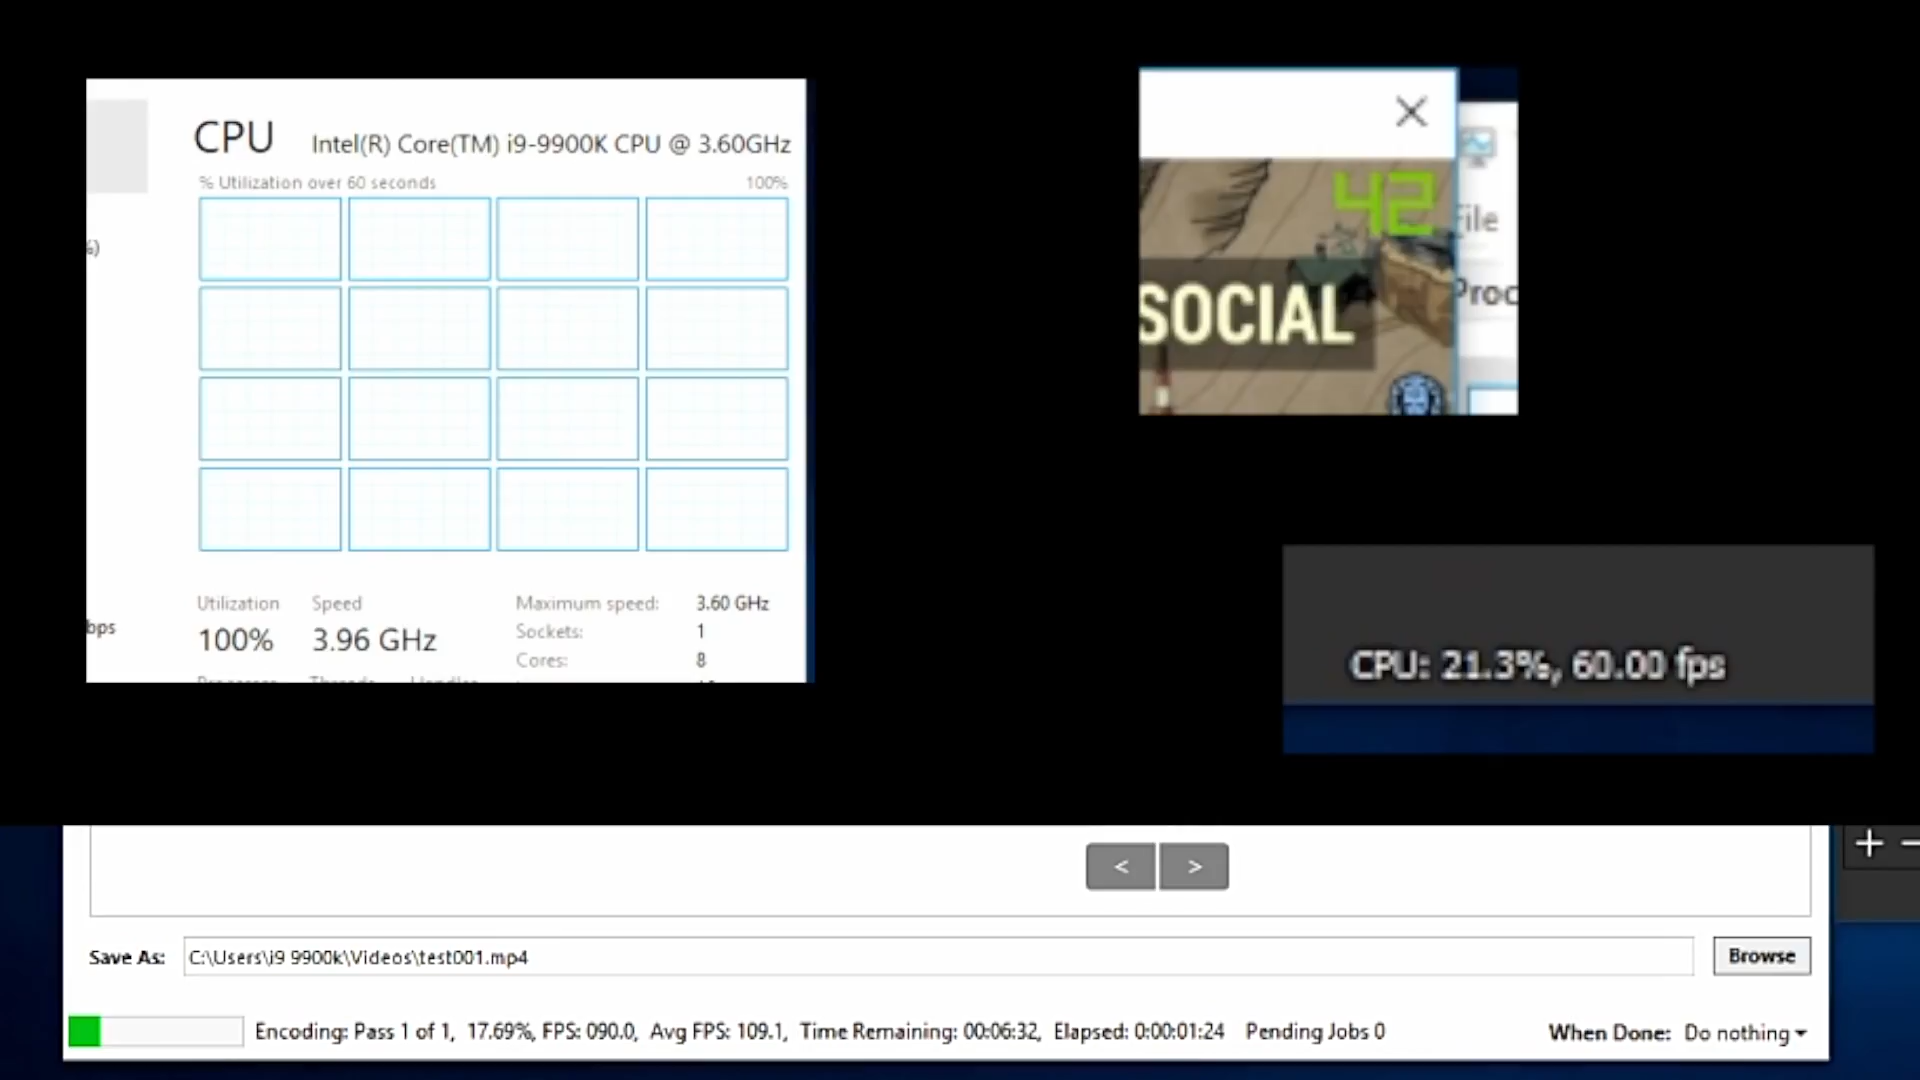 CPU Intel(R) Core(TM) i9-9900K CPU @ 3.60GHz
% Utilization over 60 seconds 100%
%)
Utilization Speed Maximum speed: 3.60 GHz
100% 3.96 GHz Sockets: 1
Cores: 8
bps
42
File
SOCIAL
Proc
CPU: 21.3%, 60.00 fps
< >
Save As: C:\Users\i9 9900k\Videos\test001.mp4 Browse
Encoding: Pass 1 of 1, 17.69%, FPS: 090.0, Avg FPS: 109.1, Time Remaining: 00:06:32, Elapsed: 0:00:01:24 Pending Jobs 0 When Done: Do nothing